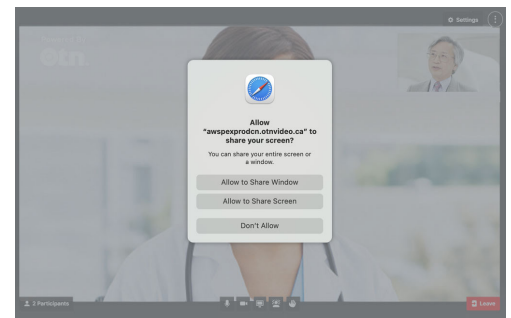 Settings
otn
Allow
“awspexprodcn.otnvideo.ca” to
share your screen?
You can share your entire screen or
a window.
Allow to Share Window
Allow to Share Screen
Don't Allow
2 Participants
Leave